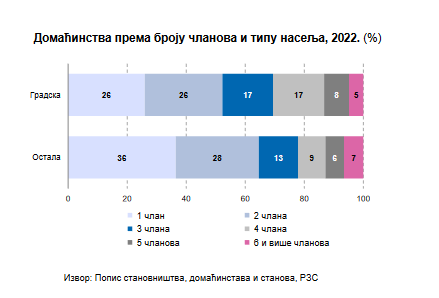 Домаћинства према броју чланова и типу насеља, 2022. (%)
Градска 26 26 17 17 8 5
Остала 36 28 13 9 6 7
0 20 40 60 80 100
1 члан 2 члана
3 члана 4 члана
5 чланова 6 и више чланова
Извор: Попис становништва, домаћинстава и станова, РЗС